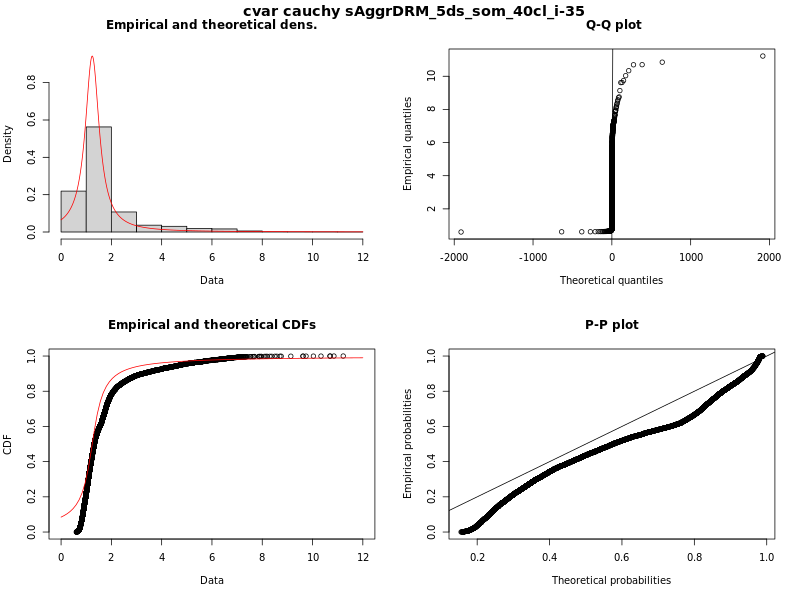 cvar cauchy sAggrDRM_5ds_som_40cl_i-35
Empirical and theoretical dens.
Density
0.0 0.2 0.4 0.6 0.8
0 2 4 6 8 10 12
Data
Q-Q plot
Empirical quantiles
2 4 6 8 10
-2000 -1000 0 1000 2000
Theoretical quantiles
Empirical and theoretical CDFs
CDF
0.0 0.2 0.4 0.6 0.8 1.0
0 2 4 6 8 10 12
Data
P-P plot
Empirical probabilities
0.0 0.2 0.4 0.6 0.8 1.0
0.2 0.4 0.6 0.8 1.0
Theoretical probabilities